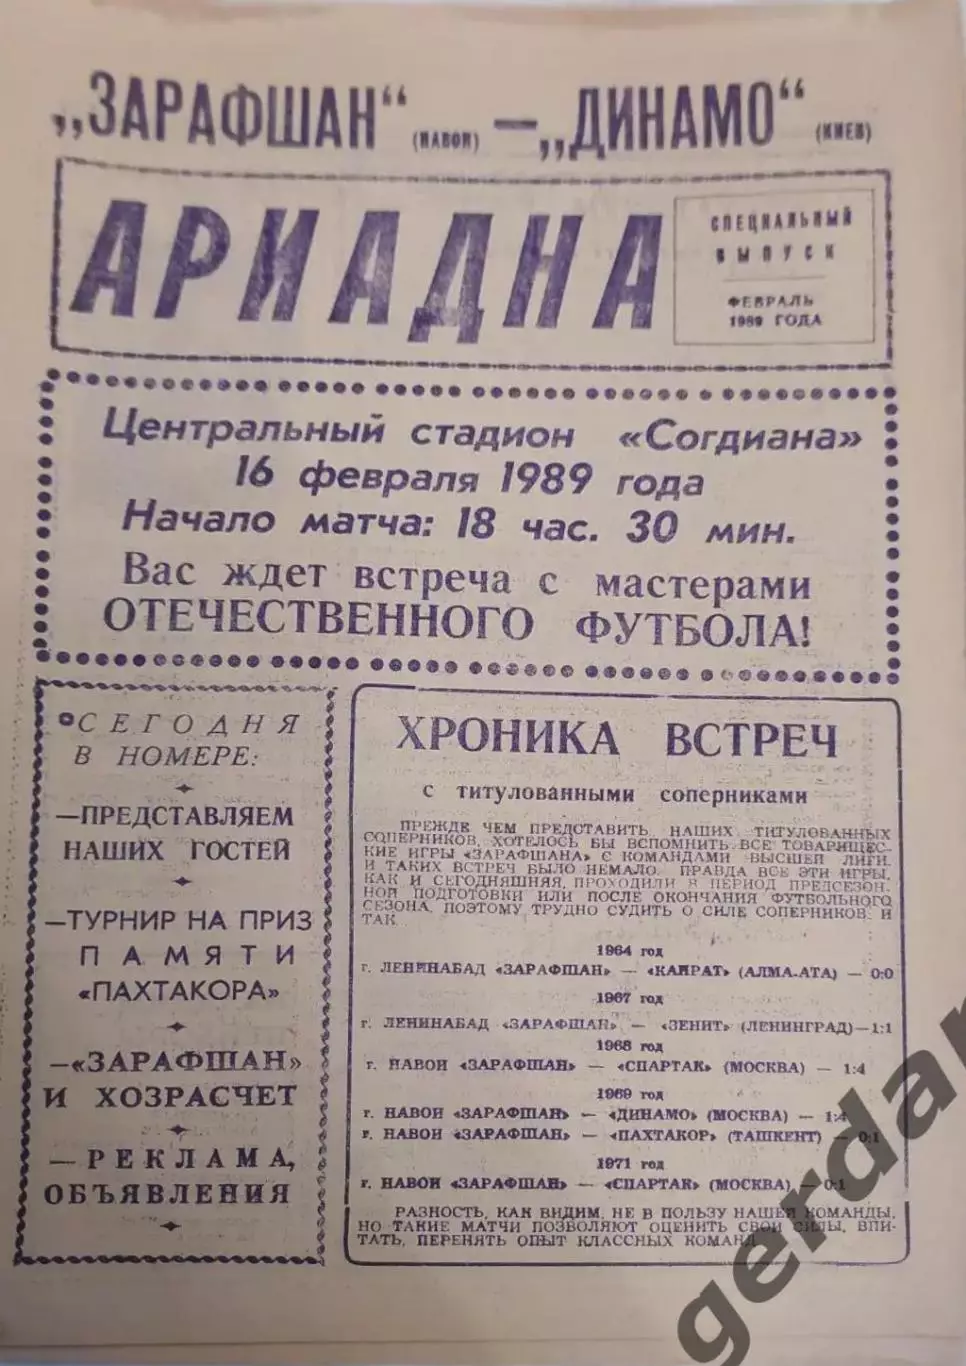 „ЗАРАФШАН“ (НАВОИ) — „ДИНАМО“ (КИЕВ)
АРИАДНА
СПЕЦИАЛЬНЫЙ
ВЫПУСК
ФЕВРАЛЬ
1989 ГОДА
Центральный стадион «Согдиана»
16 февраля 1989 года
Начало матча: 18 час. 30 мин.
Вас ждет встреча с мастерами
ОТЕЧЕСТВЕННОГО ФУТБОЛА!
СЕГОДНЯ
В НОМЕРЕ:
—ПРЕДСТАВЛЯЕМ
НАШИХ ГОСТЕЙ
—ТУРНИР НА ПРИЗ
ПАМЯТИ
«ПАХТАКОРА»
—«ЗАРАФШАН»
И ХОЗРАСЧЕТ
—РЕКЛАМА,
ОБЪЯВЛЕНИЯ
ХРОНИКА ВСТРЕЧ
с титулованными соперниками
ПРЕЖДЕ ЧЕМ ПРЕДСТАВИТЬ НАШИХ ТИТУЛОВАННЫХ
СОПЕРНИКОВ, ХОТЕЛОСЬ БЫ ВСПОМНИТЬ ВСЕ ТОВАРИЩЕС-
КИЕ ИГРЫ «ЗАРАФШАНА» С КОМАНДАМИ ВЫСШЕЙ ЛИГИ.
И ТАКИХ ВСТРЕЧ БЫЛО НЕМАЛО. ПРАВДА ВСЕ ЭТИ ИГРЫ,
КАК И СЕГОДНЯШНЯЯ, ПРОХОДИЛИ В ПЕРИОД ПРЕДСЕЗОН-
НОЙ ПОДГОТОВКИ ИЛИ ПОСЛЕ ОКОНЧАНИЯ ФУТБОЛЬНОГО
СЕЗОНА, ПОЭТОМУ ТРУДНО СУДИТЬ О СИЛЕ СОПЕРНИКОВ. И
ТАК.
1964 год
г. ЛЕНИНАБАД «ЗАРАФШАН» — «КАЙРАТ» (АЛМА-АТА) — 0:0
1967 год
г. ЛЕНИНАБАД «ЗАРАФШАН» — «ЗЕНИТ» (ЛЕНИНГРАД)—1:1
1968 год
г. НАВОИ «ЗАРАФШАН» — «СПАРТАК» (МОСКВА) — 1:4
1969 год
г. НАВОИ «ЗАРАФШАН» — «ДИНАМО» (МОСКВА) — 1:4
г. НАВОИ «ЗАРАФШАН» — «ПАХТАКОР» (ТАШКЕНТ) — 0:1
1971 год
г. НАВОИ «ЗАРАФШАН» — «СПАРТАК» (МОСКВА) — 0:1
РАЗНОСТЬ, КАК ВИДИМ, НЕ В ПОЛЬЗУ НАШЕЙ КОМАНДЫ,
НО ТАКИЕ МАТЧИ ПОЗВОЛЯЮТ ОЦЕНИТЬ СВОИ СИЛЫ, ВПИ-
ТАТЬ, ПЕРЕНЯТЬ ОПЫТ КЛАССНЫХ КОМАНД
gerdar